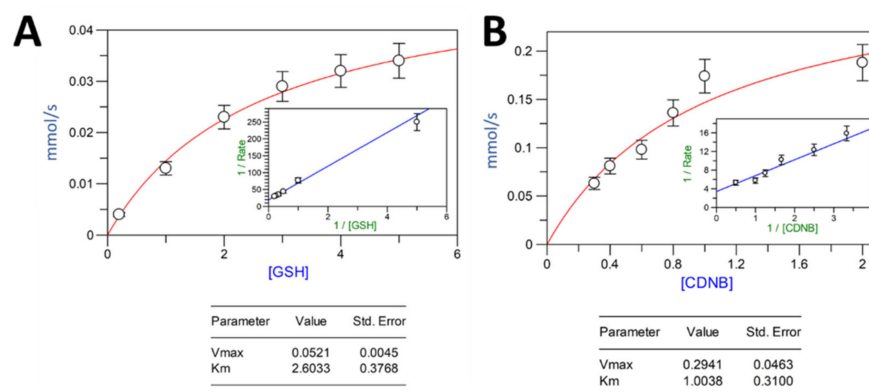 A
0.04
0.03
0.02
0.01
0
mmol/s
0 2 4 6
[GSH]
250
200
150
100
50
0
1 / Rate
0 1 2 3 4 5 6
1 / [GSH]
Parameter Value Std. Error
Vmax 0.0521 0.0045
Km 2.6033 0.3768
B
0.2
0.15
0.1
0.05
0
mmol/s
0 0.4 0.8 1.2 1.6 2
[CDNB]
16
12
8
4
0
1 / Rate
0 1 2 3
1 / [CDNB]
Parameter Value Std. Error
Vmax 0.2941 0.0463
Km 1.0038 0.3100